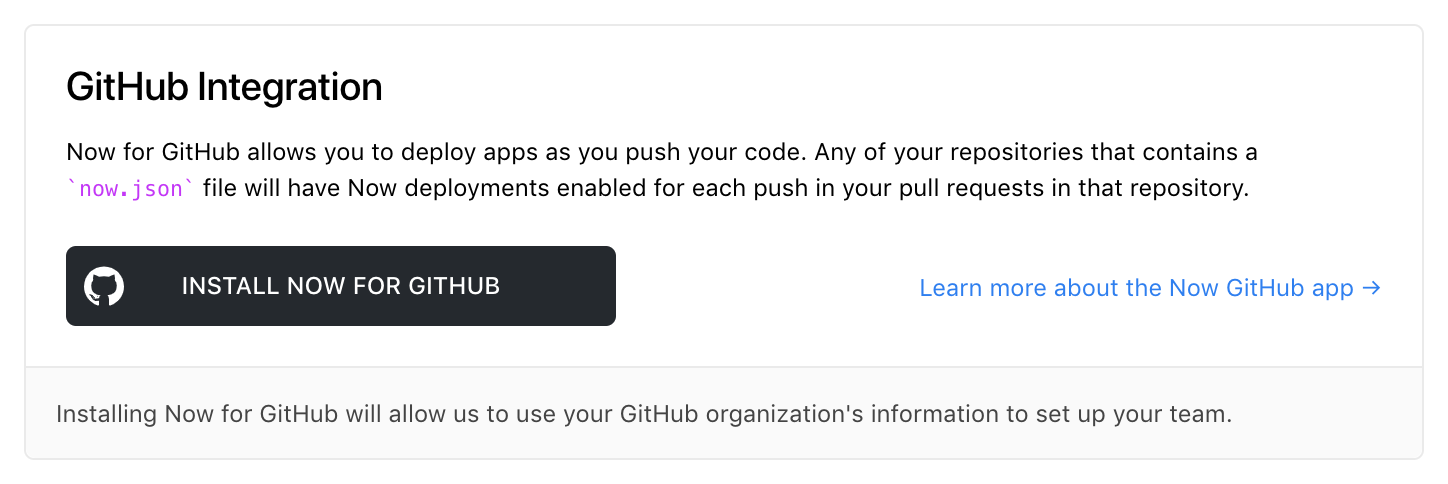 GitHub Integration
Now for GitHub allows you to deploy apps as you push your code. Any of your repositories that contains a
`now.json` file will have Now deployments enabled for each push in your pull requests in that repository.
INSTALL NOW FOR GITHUB
Learn more about the Now GitHub app →
Installing Now for GitHub will allow us to use your GitHub organization's information to set up your team.